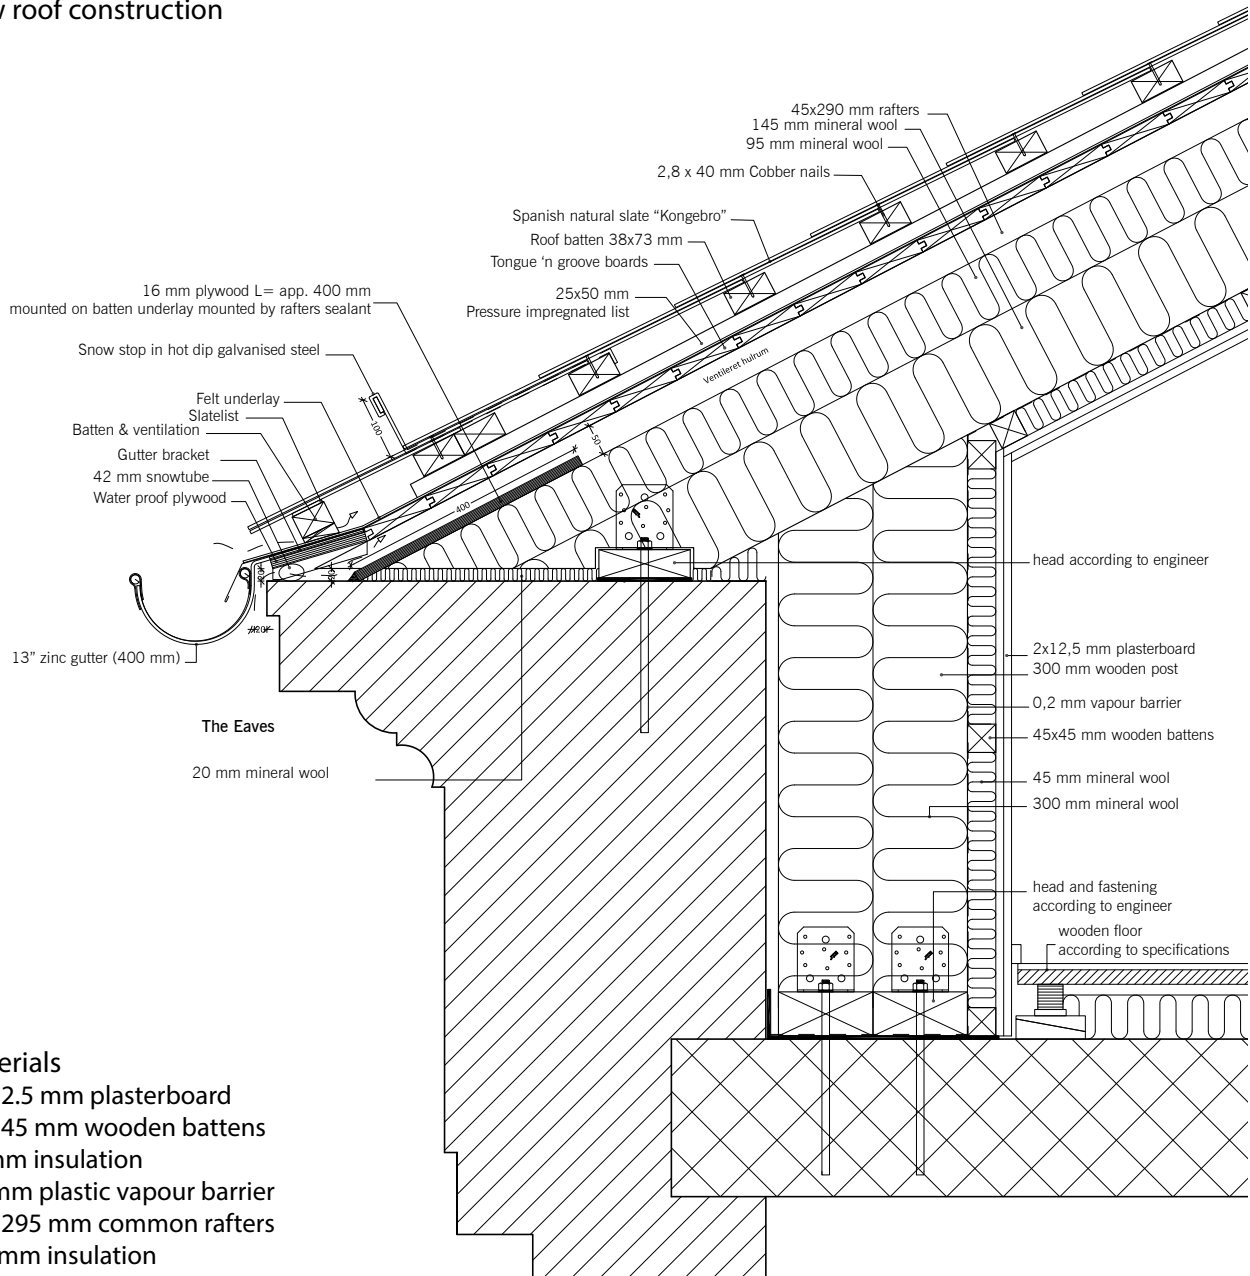 roof construction
45x290 mm rafters
145 mm mineral wool
95 mm mineral wool
2,8 x 40 mm Cobber nails
Spanish natural slate “Kongebro”
Roof batten 38x73 mm
Tongue ‘n groove boards
25x50 mm
Pressure impregnated list
16 mm plywood L= app. 400 mm
mounted on batten underlay mounted by rafters sealant
Snow stop in hot dip galvanised steel
Felt underlay
Slatelist
Batten & ventilation
Gutter bracket
42 mm snowtube
Water proof plywood
Ventileret hulrum
100
50
400
20
13” zinc gutter (400 mm)
The Eaves
20 mm mineral wool
head according to engineer
2x12,5 mm plasterboard
300 mm wooden post
0,2 mm vapour barrier
45x45 mm wooden battens
45 mm mineral wool
300 mm mineral wool
head and fastening
according to engineer
wooden floor
according to specifications
erials
2.5 mm plasterboard
45 mm wooden battens
mm insulation
mm plastic vapour barrier
295 mm common rafters
mm insulation